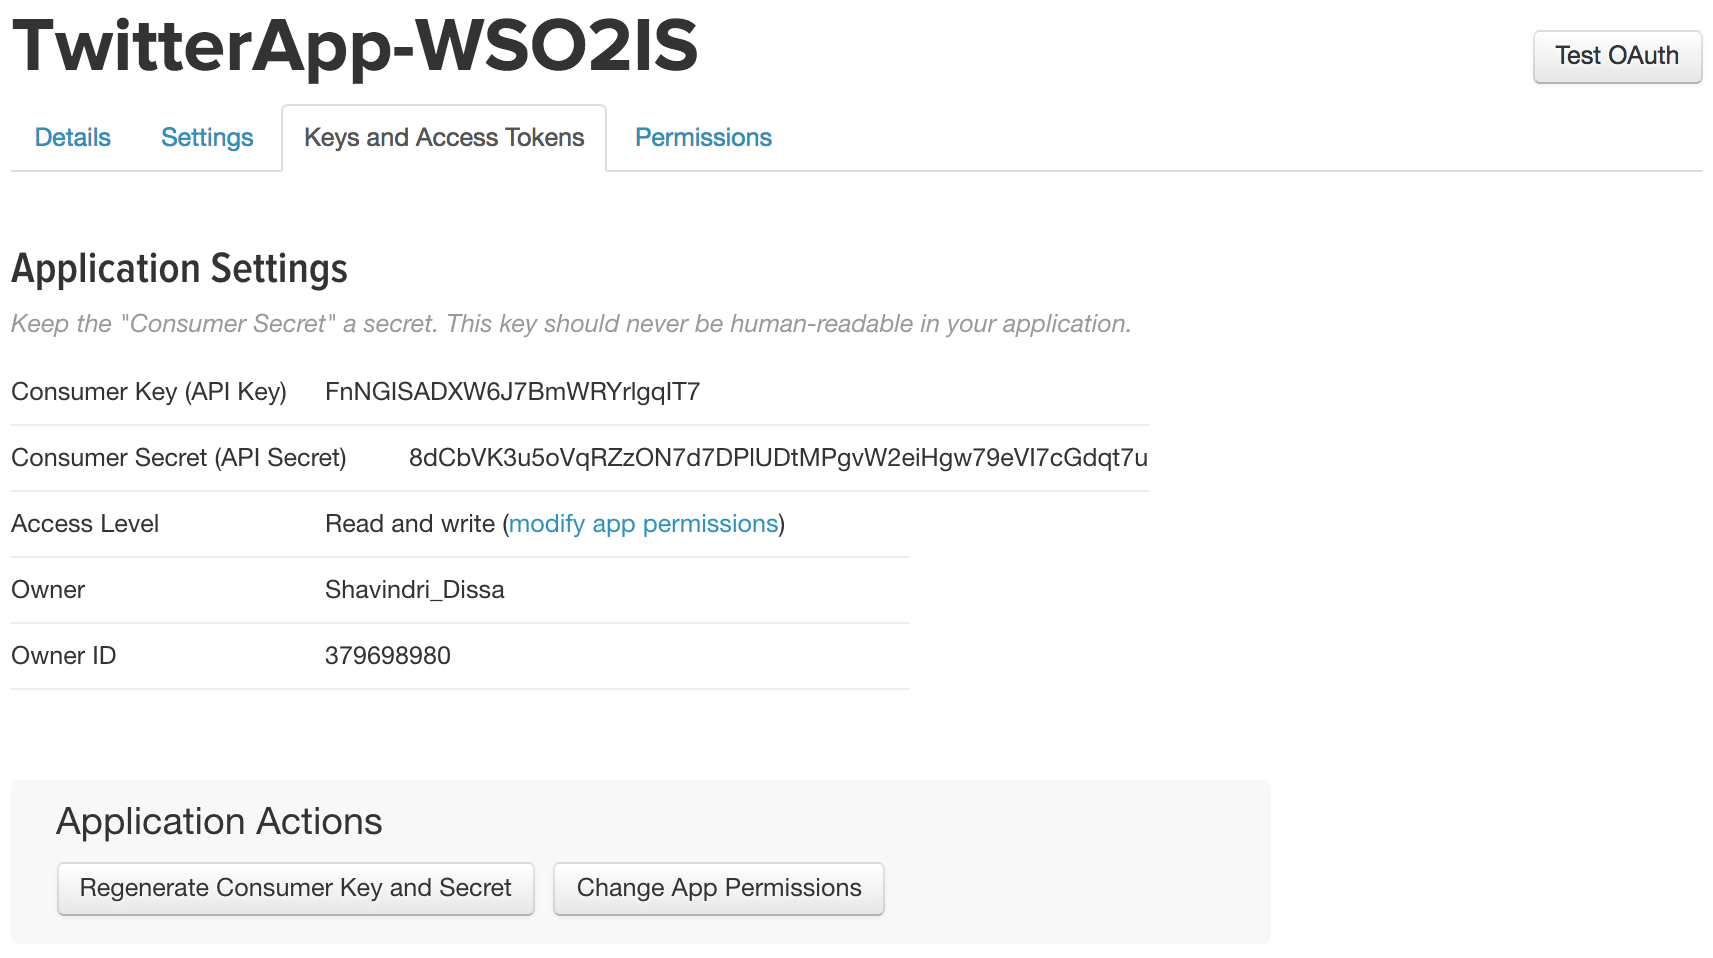 TwitterApp-WSO2IS
Test OAuth
Details Settings Keys and Access Tokens Permissions
Application Settings
Keep the "Consumer Secret" a secret. This key should never be human-readable in your application.
Consumer Key (API Key) FnNGISADXW6J7BmWRYrlgqIT7
Consumer Secret (API Secret) 8dCbVK3u5oVqRZzON7d7DPlUDtMPgvW2eiHgw79eVI7cGdqt7u
Access Level Read and write (modify app permissions)
Owner Shavindri_Dissa
Owner ID 379698980
Application Actions
Regenerate Consumer Key and Secret Change App Permissions